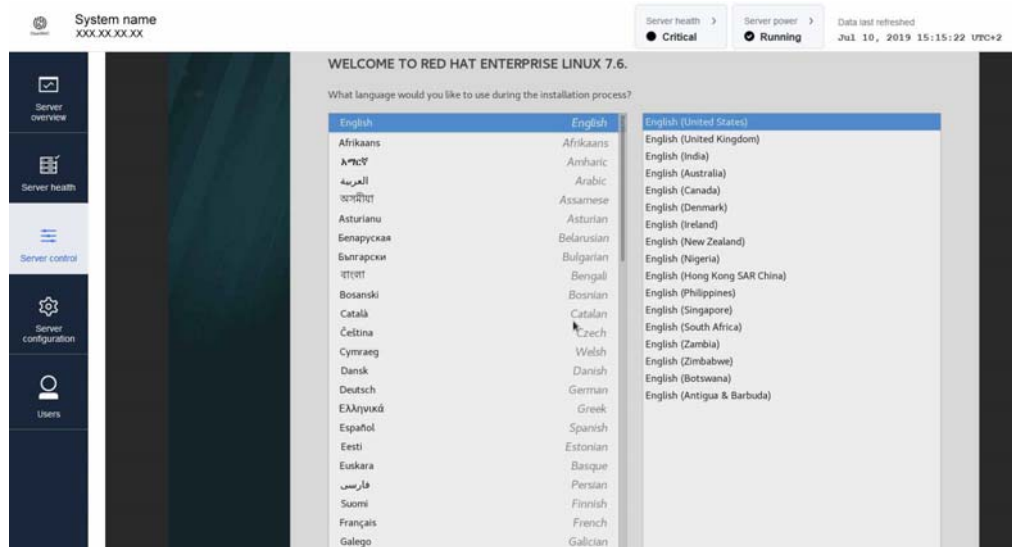 System name
XXX.XX.XX.XX
Server heath >
Critical
Server power >
Running
Data last refreshed
Jul 10, 2019 15:15:22 UTC+2
Server
overview
Server heath
Server control
Server
configuration
Users
WELCOME TO RED HAT ENTERPRISE LINUX 7.6.
What language would you like to use during the installation process?
English English
Afrikaans Afrikaans
አማርኛ Amharic
العربية Arabic
অসমীয়া Assamese
Asturianu Asturian
Беларуская Belarusian
Български Bulgarian
বাংলা Bengali
Bosanski Bosnian
Català Catalan
Čeština Czech
Cymraeg Welsh
Dansk Danish
Deutsch German
Ελληνικά Greek
Español Spanish
Eesti Estonian
Euskara Basque
فارسی Persian
Suomi Finnish
Français French
Galego Galician
English (United States)
English (United Kingdom)
English (India)
English (Australia)
English (Canada)
English (Denmark)
English (Ireland)
English (New Zealand)
English (Nigeria)
English (Hong Kong SAR China)
English (Philippines)
English (Singapore)
English (South Africa)
English (Zambia)
English (Zimbabwe)
English (Botswana)
English (Antigua & Barbuda)